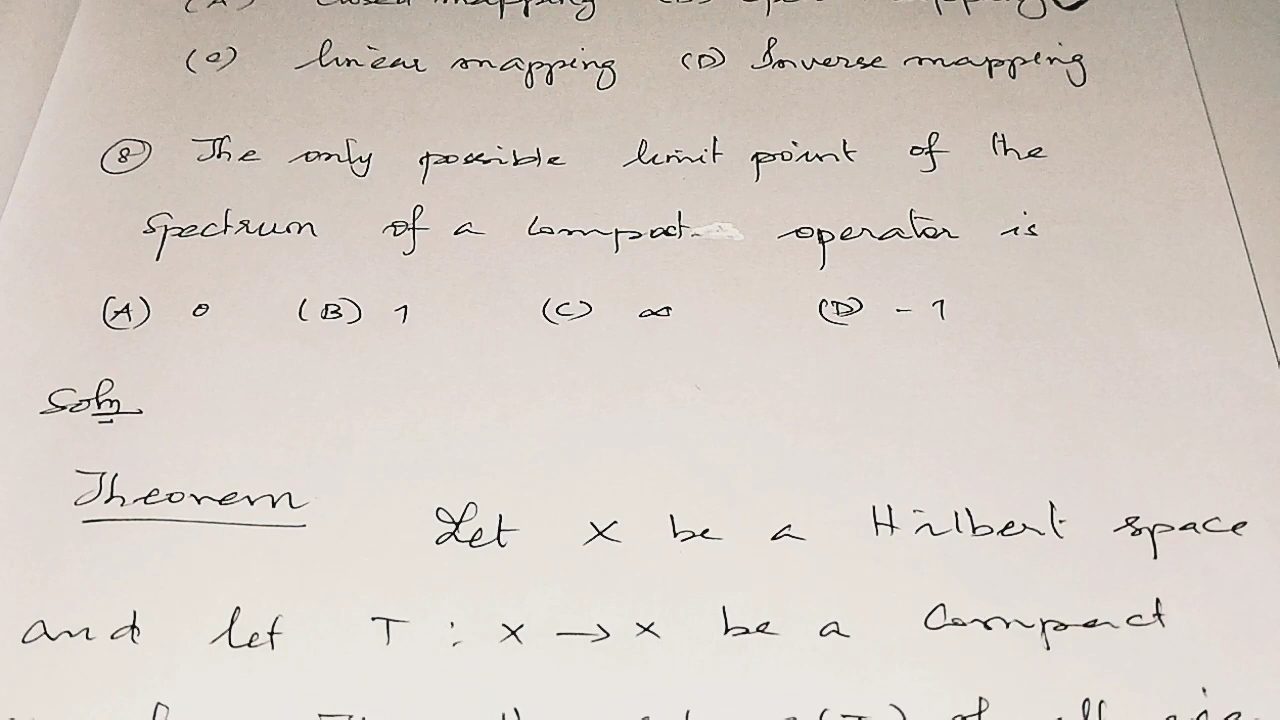 (C) linear mapping (D) Inverse mapping
(8) The only possible limit point of the
spectrum of a compact operator is
(A) 0 (B) 1 (C) ∞ (D) -1
Soln
Theorem Let X be a Hilbert space
and let T : X → X be a Compact